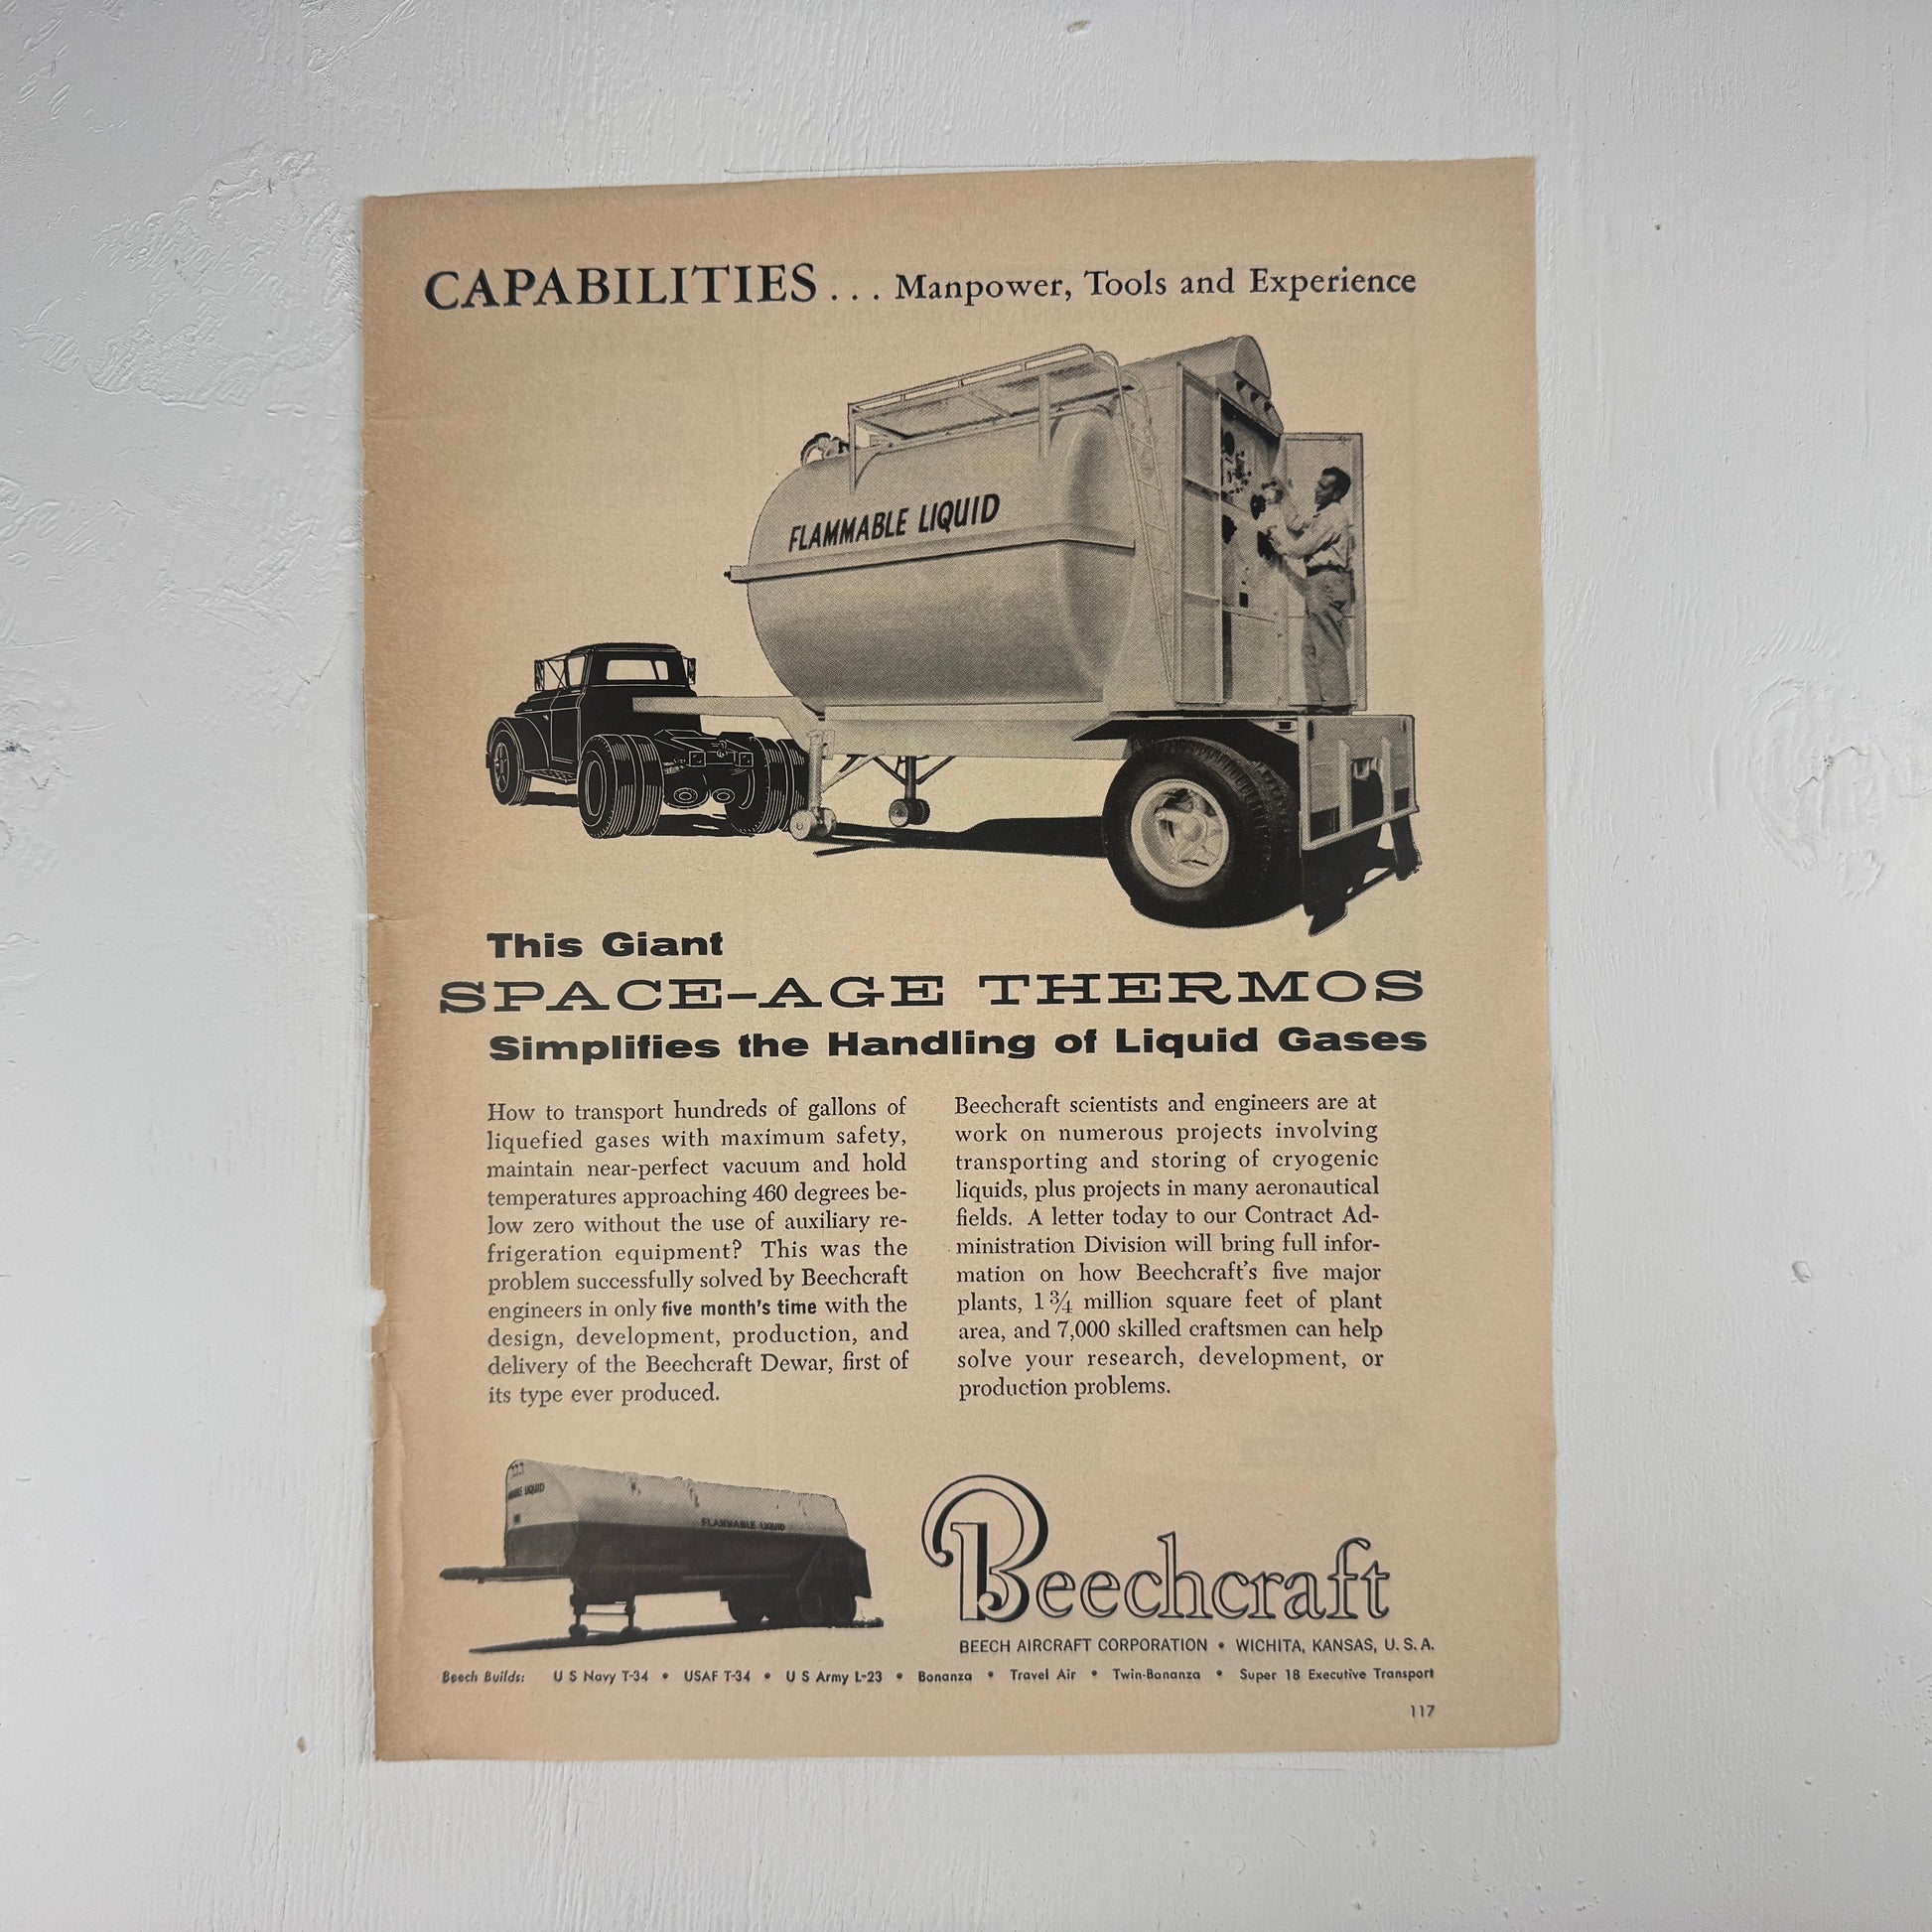 CAPABILITIES... Manpower, Tools and Experience
FLAMMABLE LIQUID
This Giant
SPACE-AGE THERMOS
Simplifies the Handling of Liquid Gases
How to transport hundreds of gallons of
liquefied gases with maximum safety,
maintain near-perfect vacuum and hold
temperatures approaching 460 degrees be-
low zero without the use of auxiliary re-
frigeration equipment? This was the
problem successfully solved by Beechcraft
engineers in only five month's time with the
design, development, production, and
delivery of the Beechcraft Dewar, first of
its type ever produced.
Beechcraft scientists and engineers are at
work on numerous projects involving
transporting and storing of cryogenic
liquids, plus projects in many aeronautical
fields. A letter today to our Contract Ad-
ministration Division will bring full infor-
mation on how Beechcraft's five major
plants, 1 3/4 million square feet of plant
area, and 7,000 skilled craftsmen can help
solve your research, development, or
production problems.
LIQUID
FLAMMABLE LIQUID
Beechcraft
BEECH AIRCRAFT CORPORATION • WICHITA, KANSAS, U. S. A.
Beech Builds: U S Navy T-34 • USAF T-34 • U S Army L-23 • Bonanza • Travel Air • Twin-Bonanza • Super 18 Executive Transport
117